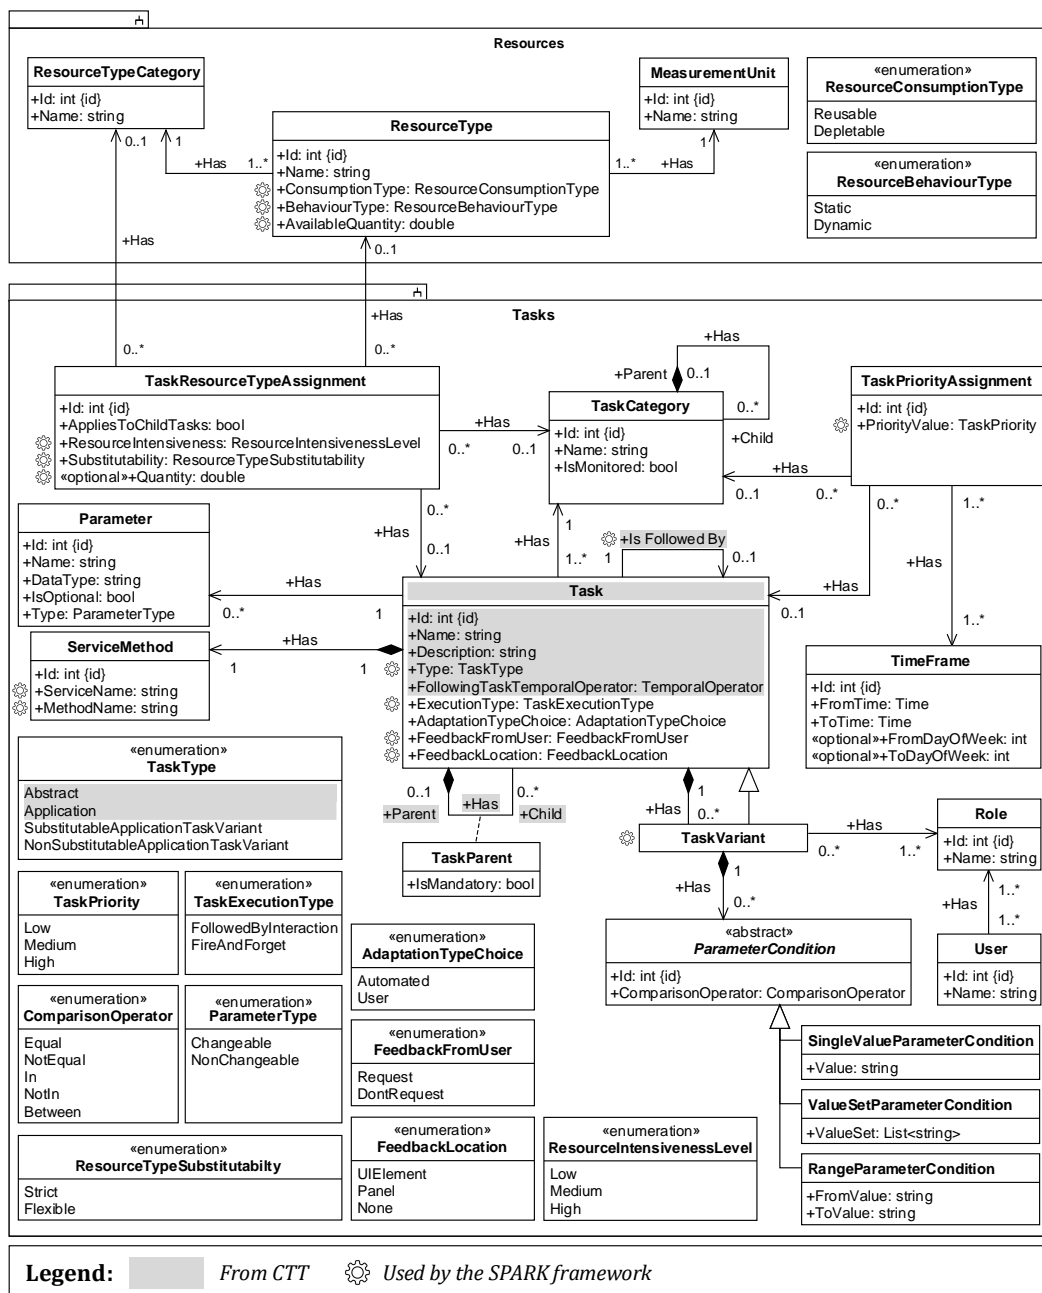 Resources
ResourceTypeCategory
+Id: int {id}
+Name: string
MeasurementUnit
+Id: int {id}
+Name: string
«enumeration»
ResourceConsumptionType
Reusable
Depletable
ResourceType
+Id: int {id}
+Name: string
+ConsumptionType: ResourceConsumptionType
+BehaviourType: ResourceBehaviourType
+AvailableQuantity: double
«enumeration»
ResourceBehaviourType
Static
Dynamic
0..1
1
+Has
1..*
1..*
+Has
1
+Has
0..1
+Has
0..*
0..*
Tasks
TaskResourceTypeAssignment
+Id: int {id}
+AppliesToChildTasks: bool
+ResourceIntensiveness: ResourceIntensivenessLevel
+Substitutability: ResourceTypeSubstitutability
«optional»+Quantity: double
+Has
+Parent
0..1
0..*
+Child
TaskCategory
+Id: int {id}
+Name: string
+IsMonitored: bool
TaskPriorityAssignment
+Id: int {id}
+PriorityValue: TaskPriority
+Has
0..*
0..1
+Has
0..1
0..*
0..*
+Has
0..1
1
+Has
1..*
+Is Followed By
1
0..1
0..*
+Has
0..1
1..*
+Has
1..*
Parameter
+Id: int {id}
+Name: string
+DataType: string
+IsOptional: bool
+Type: ParameterType
+Has
0..*
1
ServiceMethod
+Id: int {id}
+ServiceName: string
+MethodName: string
+Has
1
1
Task
+Id: int {id}
+Name: string
+Description: string
+Type: TaskType
+FollowingTaskTemporalOperator: TemporalOperator
+ExecutionType: TaskExecutionType
+AdaptationTypeChoice: AdaptationTypeChoice
+FeedbackFromUser: FeedbackFromUser
+FeedbackLocation: FeedbackLocation
TimeFrame
+Id: int {id}
+FromTime: Time
+ToTime: Time
«optional»+FromDayOfWeek: int
«optional»+ToDayOfWeek: int
«enumeration»
TaskType
Abstract
Application
SubstitutableApplicationTaskVariant
NonSubstitutableApplicationTaskVariant
0..1
+Parent
+Has
0..*
+Child
TaskParent
+IsMandatory: bool
1
+Has
0..*
TaskVariant
+Has
0..*
1..*
Role
+Id: int {id}
+Name: string
1..*
+Has
1..*
User
+Id: int {id}
+Name: string
1
+Has
0..*
«abstract»
ParameterCondition
+Id: int {id}
+ComparisonOperator: ComparisonOperator
«enumeration»
TaskPriority
Low
Medium
High
«enumeration»
TaskExecutionType
FollowedByInteraction
FireAndForget
«enumeration»
AdaptationTypeChoice
Automated
User
«enumeration»
ComparisonOperator
Equal
NotEqual
In
NotIn
Between
«enumeration»
ParameterType
Changeable
NonChangeable
«enumeration»
FeedbackFromUser
Request
DontRequest
SingleValueParameterCondition
+Value: string
ValueSetParameterCondition
+ValueSet: List<string>
RangeParameterCondition
+FromValue: string
+ToValue: string
«enumeration»
ResourceTypeSubstitutabilty
Strict
Flexible
«enumeration»
FeedbackLocation
UIElement
Panel
None
«enumeration»
ResourceIntensivenessLevel
Low
Medium
High
Legend:
From CTT
Used by the SPARK framework